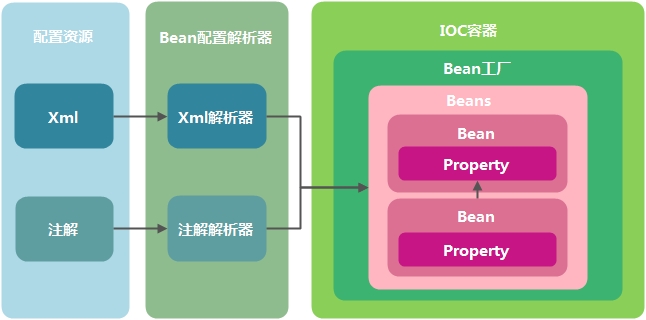 配置资源
Xml
注解
Bean配置解析器
Xml解析器
注解解析器
IOC容器
Bean工厂
Beans
Bean
Property
Bean
Property